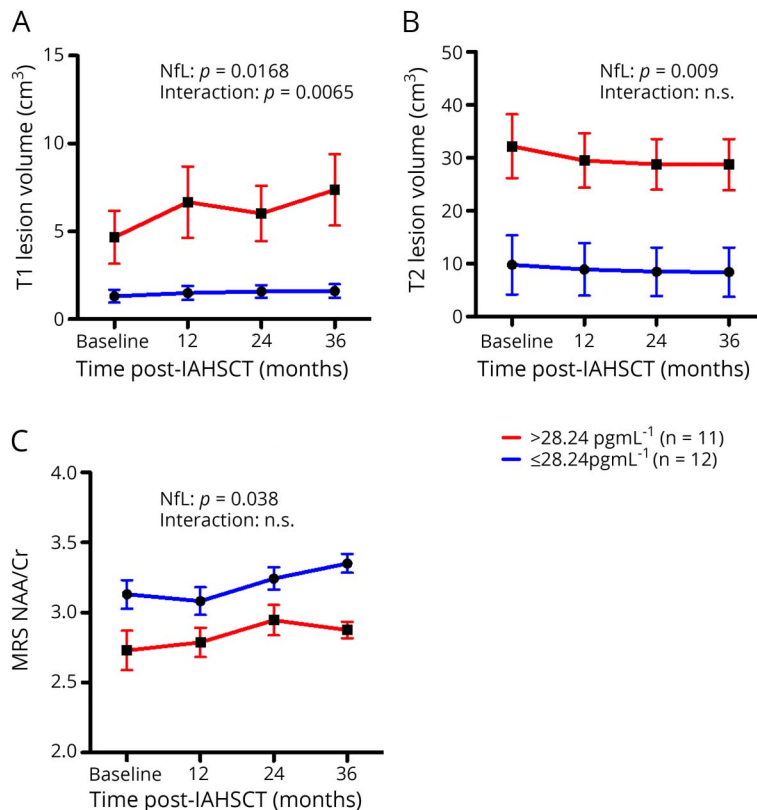 A
T1 lesion volume (cm³)
15
10
5
0
NfL: p = 0.0168
Interaction: p = 0.0065
Baseline 12 24 36
Time post-IAHSCT (months)
B
T2 lesion volume (cm³)
50
40
30
20
10
0
NfL: p = 0.009
Interaction: n.s.
Baseline 12 24 36
Time post-IAHSCT (months)
>28.24 pgmL⁻¹ (n = 11)
≤28.24pgmL⁻¹ (n = 12)
C
MRS NAA/Cr
4.0
3.5
3.0
2.5
2.0
NfL: p = 0.038
Interaction: n.s.
Baseline 12 24 36
Time post-IAHSCT (months)